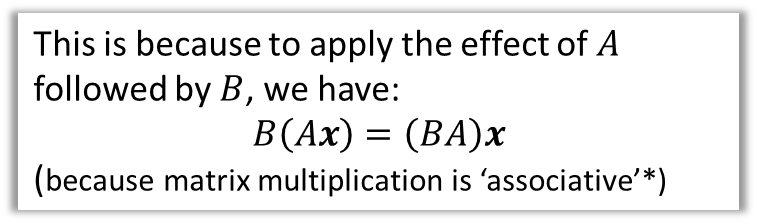 This is because to apply the effect of A
followed by B, we have:
B(Ax) = (BA)x
(because matrix multiplication is ‘associative’*)